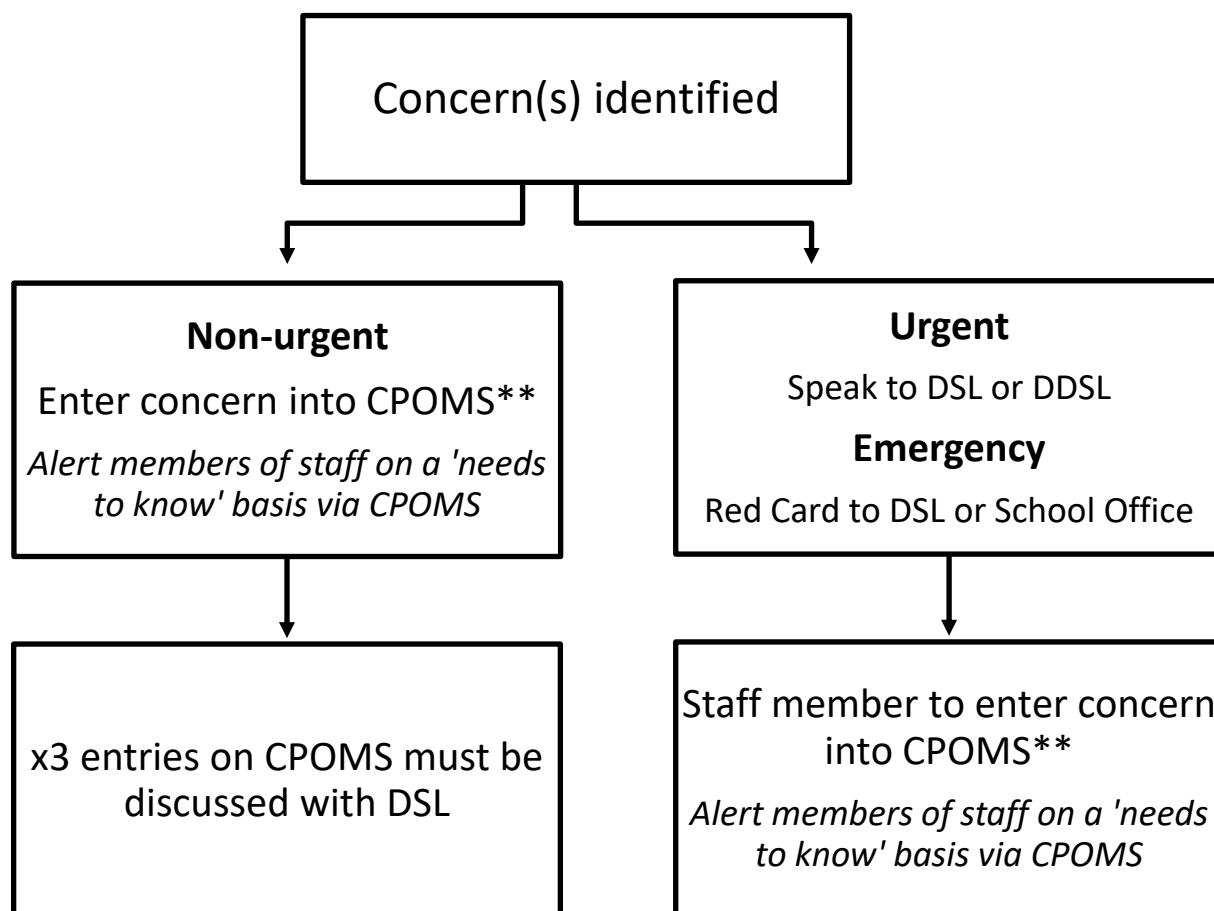 Concern(s) identified
Non-urgent
Enter concern into CPOMS**
Alert members of staff on a 'needs
to know' basis via CPOMS
x3 entries on CPOMS must be
discussed with DSL
Urgent
Speak to DSL or DDSL
Emergency
Red Card to DSL or School Office
Staff member to enter concern
into CPOMS**
Alert members of staff on a 'needs
to know' basis via CPOMS